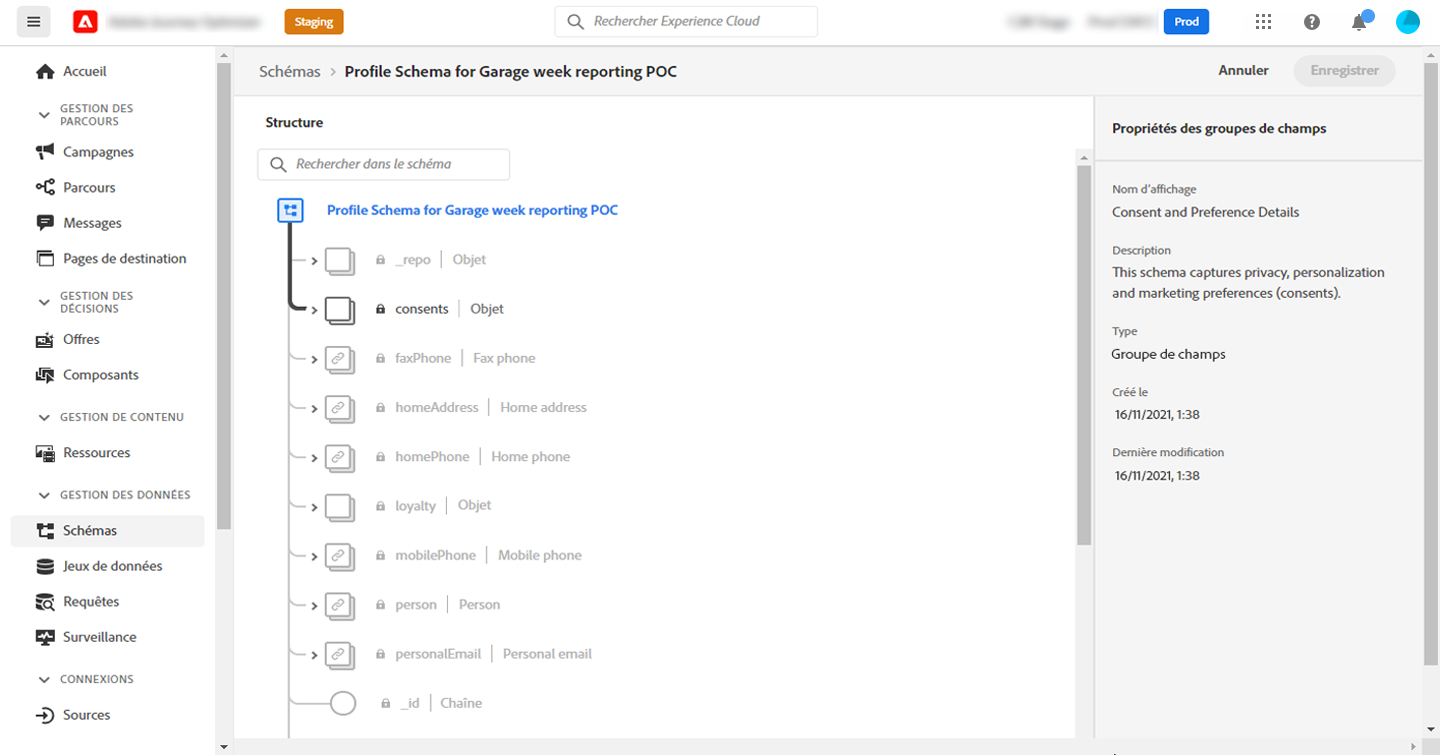 Staging
Rechercher Experience Cloud
Prod
Accueil
GESTION DES
PARCOURS
Campagnes
Parcours
Messages
Pages de destination
GESTION DES
DÉCISIONS
Offres
Composants
GESTION DE CONTENU
Ressources
GESTION DES DONNÉES
Schémas
Jeux de données
Requêtes
Surveillance
CONNEXIONS
Sources
Schémas > Profile Schema for Garage week reporting POC
Annuler
Enregistrer
Structure
Rechercher dans le schéma
Profile Schema for Garage week reporting POC
_repo | Objet
consents | Objet
faxPhone | Fax phone
homeAddress | Home address
homePhone | Home phone
loyalty | Objet
mobilePhone | Mobile phone
person | Person
personalEmail | Personal email
_id | Chaîne
Propriétés des groupes de champs
Nom d'affichage
Consent and Preference Details
Description
This schema captures privacy, personalization
and marketing preferences (consents).
Type
Groupe de champs
Créé le
16/11/2021, 1:38
Dernière modification
16/11/2021, 1:38